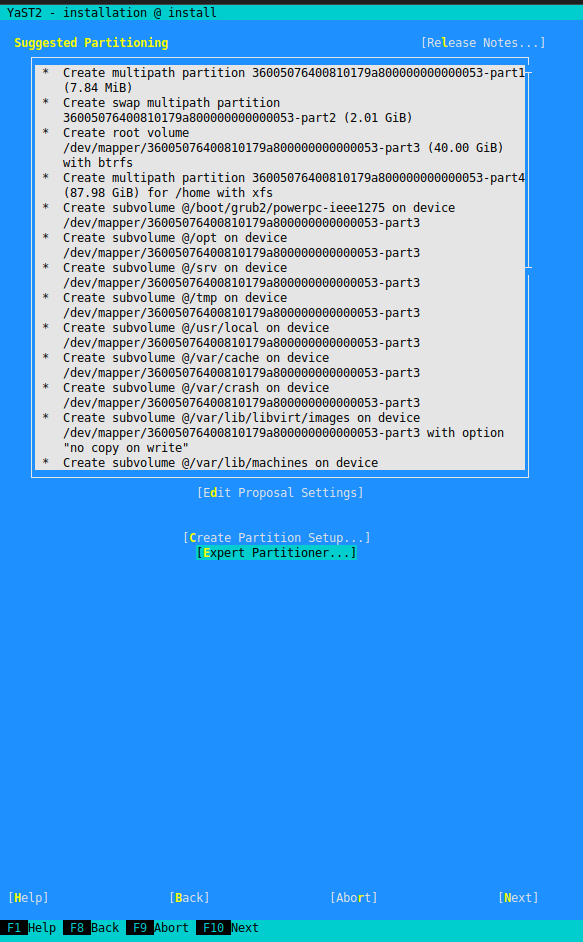 YaST2 - installation @ install
Suggested Partitioning [Release Notes...]
* Create multipath partition 36005076400810179a800000000000053-part1
(7.84 MiB)
* Create swap multipath partition
36005076400810179a800000000000053-part2 (2.01 GiB)
* Create root volume
/dev/mapper/36005076400810179a800000000000053-part3 (40.00 GiB)
with btrfs
* Create multipath partition 36005076400810179a800000000000053-part4
(87.98 GiB) for /home with xfs
* Create subvolume @/boot/grub2/powerpc-ieee1275 on device
/dev/mapper/36005076400810179a800000000000053-part3
* Create subvolume @/opt on device
/dev/mapper/36005076400810179a800000000000053-part3
* Create subvolume @/srv on device
/dev/mapper/36005076400810179a800000000000053-part3
* Create subvolume @/tmp on device
/dev/mapper/36005076400810179a800000000000053-part3
* Create subvolume @/usr/local on device
/dev/mapper/36005076400810179a800000000000053-part3
* Create subvolume @/var/cache on device
/dev/mapper/36005076400810179a800000000000053-part3
* Create subvolume @/var/crash on device
/dev/mapper/36005076400810179a800000000000053-part3
* Create subvolume @/var/lib/libvirt/images on device
/dev/mapper/36005076400810179a800000000000053-part3 with option
"no copy on write"
* Create subvolume @/var/lib/machines on device
[Edit Proposal Settings]
[Create Partition Setup...]
[Expert Partitioner...]
[Help] [Back] [Abort] [Next]
F1 Help F8 Back F9 Abort F10 Next